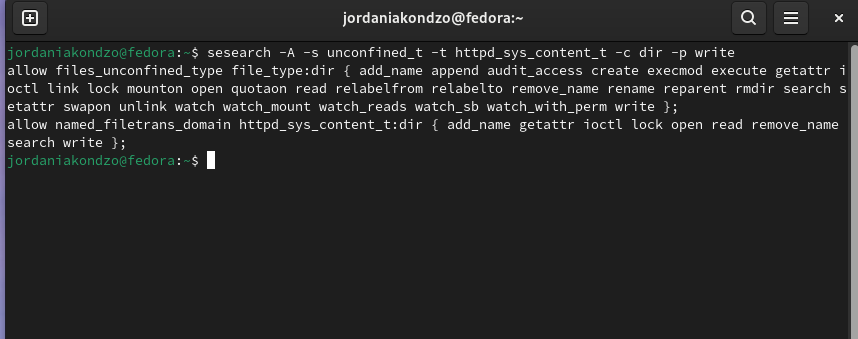 jordaniakondzo@fedora:~
jordaniakondzo@fedora:~$ sesearch -A -s unconfined_t -t httpd_sys_content_t -c dir -p write
allow files_unconfined_type file_type:dir { add_name append audit_access create execmod execute getattr i
octl link lock mounton open quotaon read relabelfrom relabelto remove_name rename reparent rmdir search s
etattr swapon unlink watch watch_mount watch_reads watch_sb watch_with_perm write };
allow named_filetrans_domain httpd_sys_content_t:dir { add_name getattr ioctl lock open read remove_name
search write };
jordaniakondzo@fedora:~$